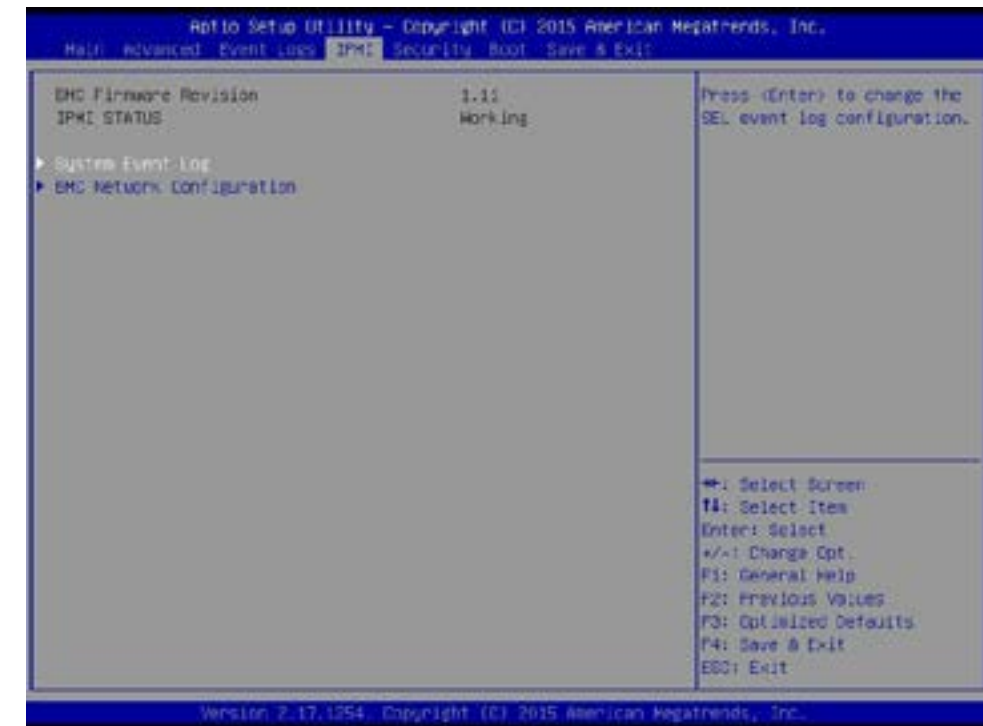 Aptio Setup Utility – Copyright (C) 2015 American Megatrends, Inc.
Main Advanced Event Logs IPMI Security Boot Save & Exit
BMC Firmware Revision 1.11
IPMI STATUS Working
System Event Log
BMC Network Configuration
Press <Enter> to change the
SEL event log configuration.
↔: Select Screen
↑↓: Select Item
Enter: Select
+/-: Change Opt.
F1: General Help
F2: Previous Values
F3: Optimized Defaults
F4: Save & Exit
ESC: Exit
Version 2.17.1254. Copyright (C) 2015 American Megatrends, Inc.